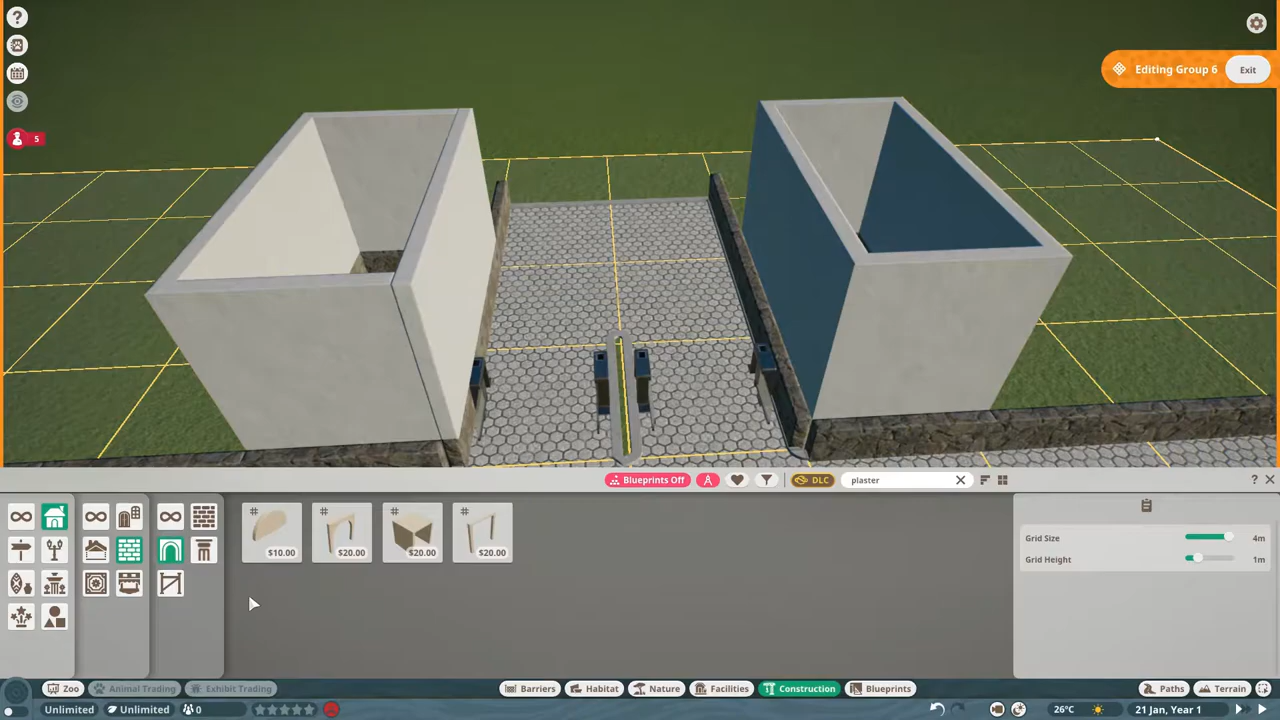 ?
Editing Group 6
Exit
5
Blueprints Off
DLC
plaster
?
$10.00
$20.00
$20.00
$20.00
Grid Size
4m
Grid Height
1m
Zoo
Animal Trading
Exhibit Trading
Barriers
Habitat
Nature
Facilities
Construction
Blueprints
Paths
Terrain
Unlimited
Unlimited
0
26°C
21 Jan, Year 1